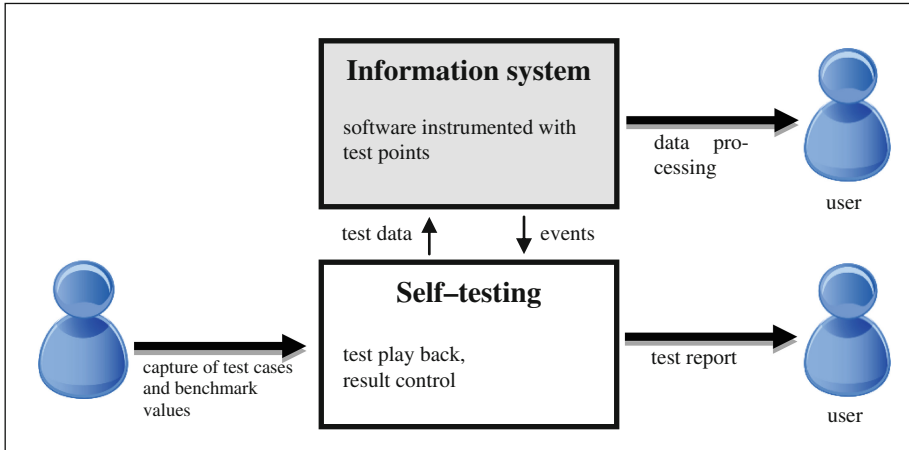 Information system
software instrumented with
test points
data pro-
cessing
user
test data
events
Self–testing
test play back,
result control
capture of test cases
and benchmark
values
test report
user